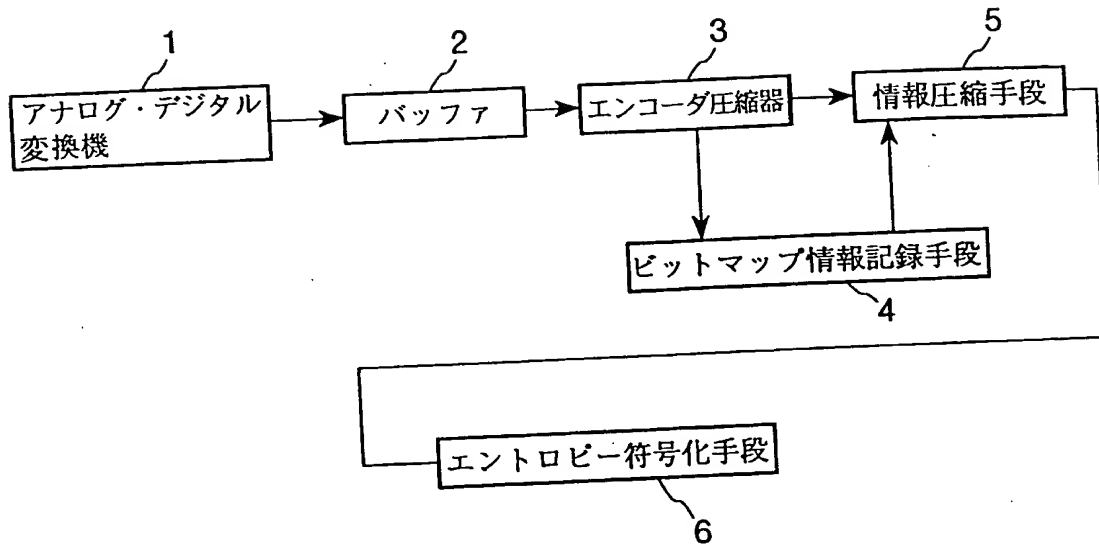 1
アナログ・デジタル
変換機
2
バッファ
3
エンコーダ圧縮器
5
情報圧縮手段
ビットマップ情報記録手段
4
エントロピー符号化手段
6